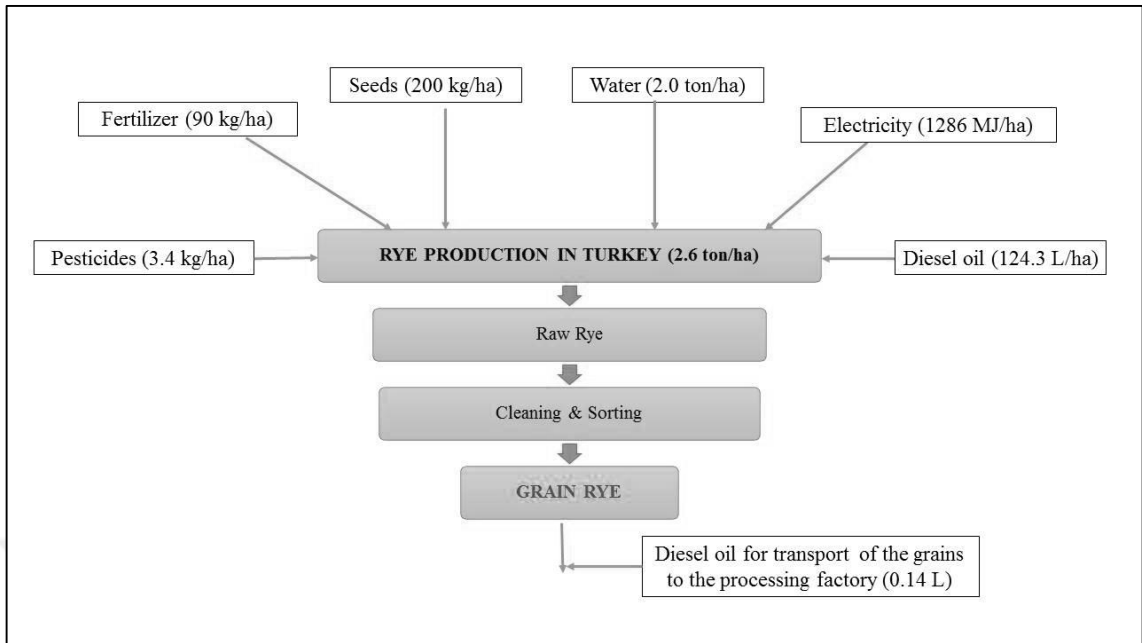 Seeds (200 kg/ha)
Water (2.0 ton/ha)
Fertilizer (90 kg/ha)
Electricity (1286 MJ/ha)
Pesticides (3.4 kg/ha)
RYE PRODUCTION IN TURKEY (2.6 ton/ha)
Diesel oil (124.3 L/ha)
Raw Rye
Cleaning & Sorting
GRAIN RYE
Diesel oil for transport of the grains
to the processing factory (0.14 L)